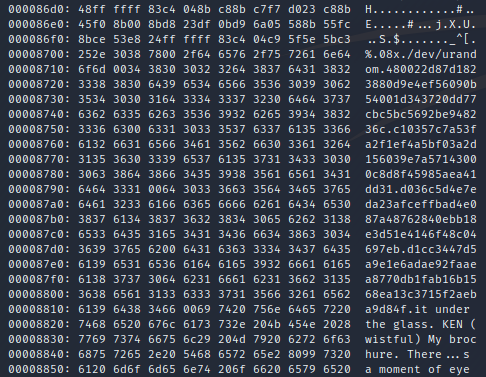 000086d0: 48ff ffff 83c4 048b c88b c7f7 d023 c88b  H............#..
000086e0: 45f0 8b00 8bd8 23df 0bd9 6a05 588b 55fc  E.....#...j.X.U.
000086f0: 8bce 53e8 24ff ffff 83c4 04c9 5f5e 5bc3  ..S.$......._^[.
00008700: 252e 3038 7800 2f64 6576 2f75 7261 6e64  %.08x./dev/urand
00008710: 6f6d 0034 3830 3032 3264 3837 6431 3832  om.480022d87d182
00008720: 3338 3830 6439 6534 6566 3536 3039 3062  3880d9e4ef56090b
00008730: 3534 3030 3164 3334 3337 3230 6464 3737  54001d343720dd77
00008740: 6362 6335 6263 3536 3932 6265 3934 3832  cbc5bc5692be9482
00008750: 3336 6300 6331 3033 3537 6337 6135 3366  36c.c10357c7a53f
00008760: 6132 6631 6566 3461 3562 6630 3361 3264  a2f1ef4a5bf03a2d
00008770: 3135 3630 3339 6537 6135 3731 3433 3030  156039e7a5714300
00008780: 3063 3864 3866 3435 3938 3561 6561 3431  0c8d8f45985aea41
00008790: 6464 3331 0064 3033 3663 3564 3465 3765  dd31.d036c5d4e7e
000087a0: 6461 3233 6166 6365 6666 6261 6434 6530  da23afceffbad4e0
000087b0: 3837 6134 3837 3632 3834 3065 6262 3138  87a48762840ebb18
000087c0: 6533 6435 3165 3431 3436 6634 3863 3034  e3d51e4146f48c04
000087d0: 3639 3765 6200 6431 6363 3334 3437 6435  697eb.d1cc3447d5
000087e0: 6139 6531 6536 6164 6165 3932 6661 6165  a9e1e6adae92faae
000087f0: 6138 3737 3064 6231 6661 6231 3662 3135  a8770db1fab16b15
00008800: 3638 6561 3133 6333 3731 3566 3261 6562  68ea13c3715f2aeb
00008810: 6139 6438 3466 0069 7420 756e 6465 7220  a9d84f.it under
00008820: 7468 6520 676c 6173 732e 204b 454e 2028  the glass. KEN (
00008830: 7769 7374 6675 6c29 204d 7920 6272 6f63  wistful) My broc
00008840: 6875 7265 2e20 5468 6572 65e2 8099 7320  hure. There...s
00008850: 6120 6d6f 6d65 6e74 206f 6620 6579 6520  a moment of eye